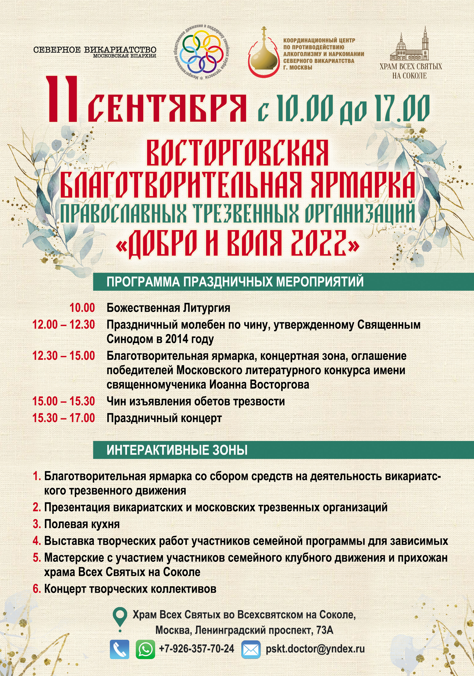 СЕВЕРНОЕ ВИКАРИАТСТВО
МОСКОВСКАЯ ЕПАРХИЯ
КООРДИНАЦИОННЫЙ ЦЕНТР
ПО ПРОТИВОДЕЙСТВИЮ
АЛКОГОЛИЗМУ И НАРКОМАНИИ
СЕВЕРНОГО ВИКАРИАТСТВА
Г. МОСКВЫ
ХРАМ ВСЕХ СВЯТЫХ
НА СОКОЛЕ
11 СЕНТЯБРЯ с 10.00 до 17.00
ВОСТОРГОВСКАЯ
БЛАГОТВОРИТЕЛЬНАЯ ЯРМАРКА
ПРАВОСЛАВНЫХ ТРЕЗВЕННЫХ ОРГАНИЗАЦИЙ
«ДОБРО И ВОЛЯ 2022»
ПРОГРАММА ПРАЗДНИЧНЫХ МЕРОПРИЯТИЙ
10.00 Божественная Литургия
12.00 – 12.30 Праздничный молебен по чину, утвержденному Священным
Синодом в 2014 году
12.30 – 15.00 Благотворительная ярмарка, концертная зона, оглашение
победителей Московского литературного конкурса имени
священномученика Иоанна Восторгова
15.00 – 15.30 Чин изъявления обетов трезвости
15.30 – 17.00 Праздничный концерт
ИНТЕРАКТИВНЫЕ ЗОНЫ
1. Благотворительная ярмарка со сбором средств на деятельность викариатс-
кого трезвенного движения
2. Презентация викариатских и московских трезвенных организаций
3. Полевая кухня
4. Выставка творческих работ участников семейной программы для зависимых
5. Мастерские с участием участников семейного клубного движения и прихожан
храма Всех Святых на Соколе
6. Концерт творческих коллективов
Храм Всех Святых во Всехсвятском на Соколе,
Москва, Ленинградский проспект, 73А
+7-926-357-70-24 pskt.doctor@yndex.ru